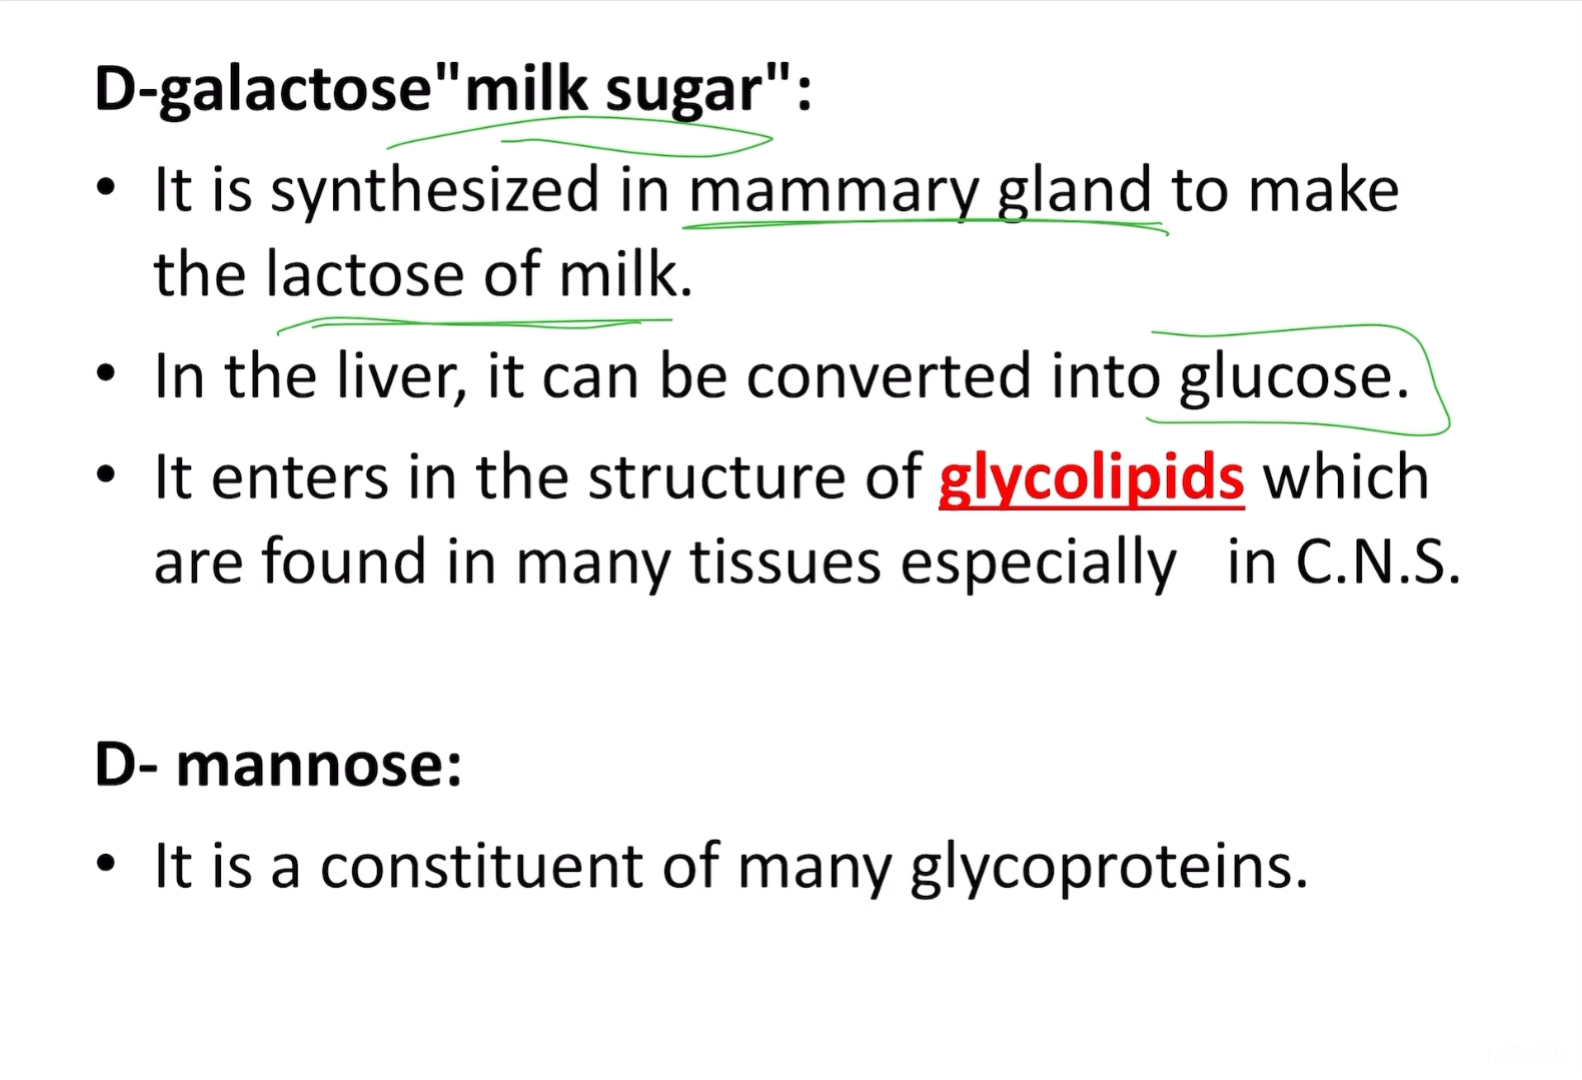 D-galactose"milk sugar":
• It is synthesized in mammary gland to make
the lactose of milk.
• In the liver, it can be converted into glucose.
• It enters in the structure of glycolipids which
are found in many tissues especially   in C.N.S.
D- mannose:
• It is a constituent of many glycoproteins.